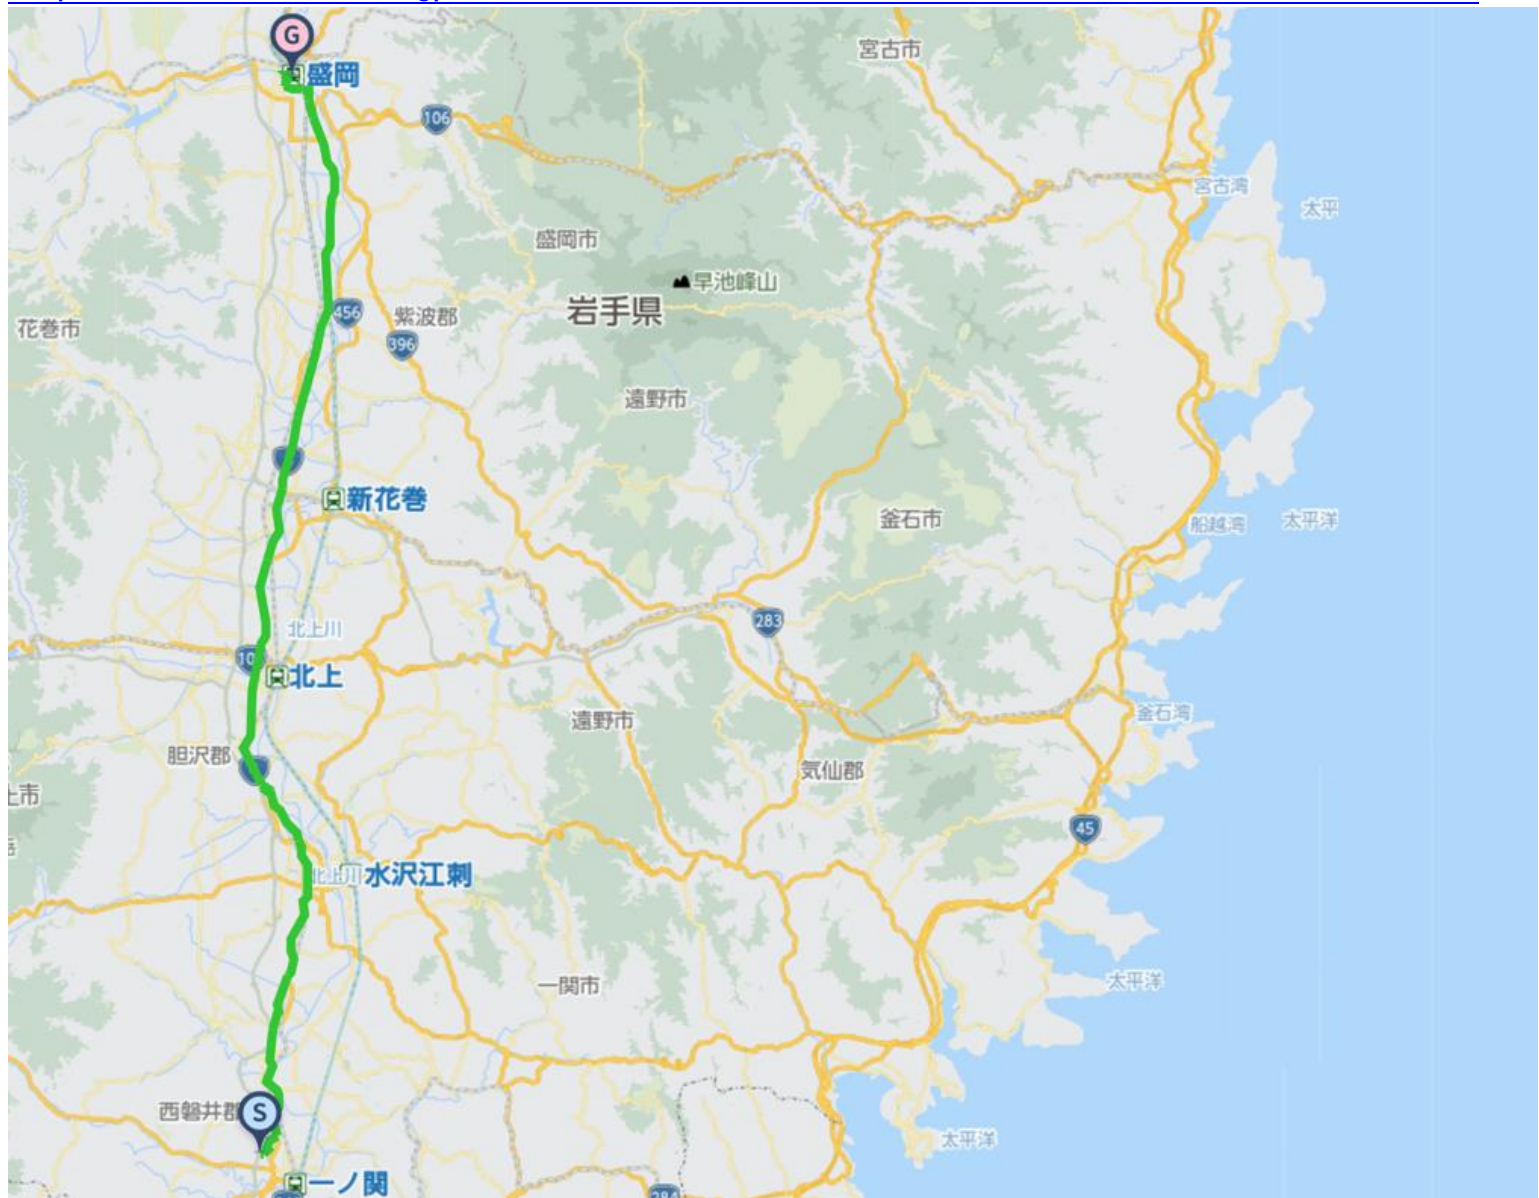 G
宮古市
盛岡
106
宮古湾
太平
盛岡市
早池峰山
岩手県
456
紫波郡
花巻市
396
遠野市
新花巻
釜石市
船越湾
太平洋
283
北上川
10
北上
遠野市
釜石湾
胆沢郡
気仙郡
上市
45
北上川
水沢江刺
一関市
太平洋
西磐井郡
S
太平洋
一ノ関
284